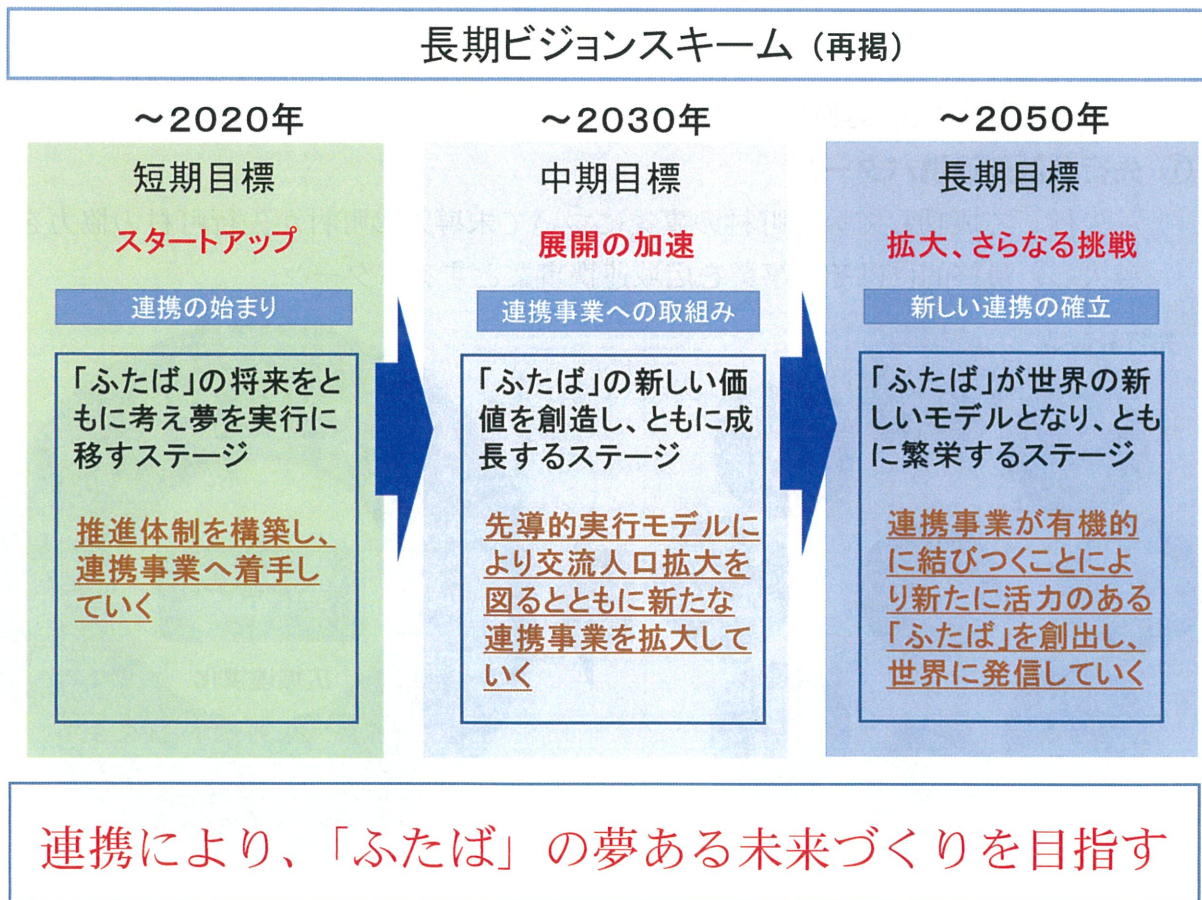 長期ビジョンスキーム（再掲）
～2020年
短期目標
スタートアップ
連携の始まり
「ふたば」の将来をと
もに考え夢を実行に
移すステージ
推進体制を構築し、
連携事業へ着手し
ていく
～2030年
中期目標
展開の加速
連携事業への取組み
「ふたば」の新しい価
値を創造し、ともに成
長するステージ
先導的実行モデルに
より交流人口拡大を
図るとともに新たな
連携事業を拡大して
いく
～2050年
長期目標
拡大、さらなる挑戦
新しい連携の確立
「ふたば」が世界の新
しいモデルとなり、とも
に繁栄するステージ
連携事業が有機的
に結びつくことによ
り新たに活力のある
「ふたば」を創出し、
世界に発信していく
連携により、「ふたば」の夢ある未来づくりを目指す